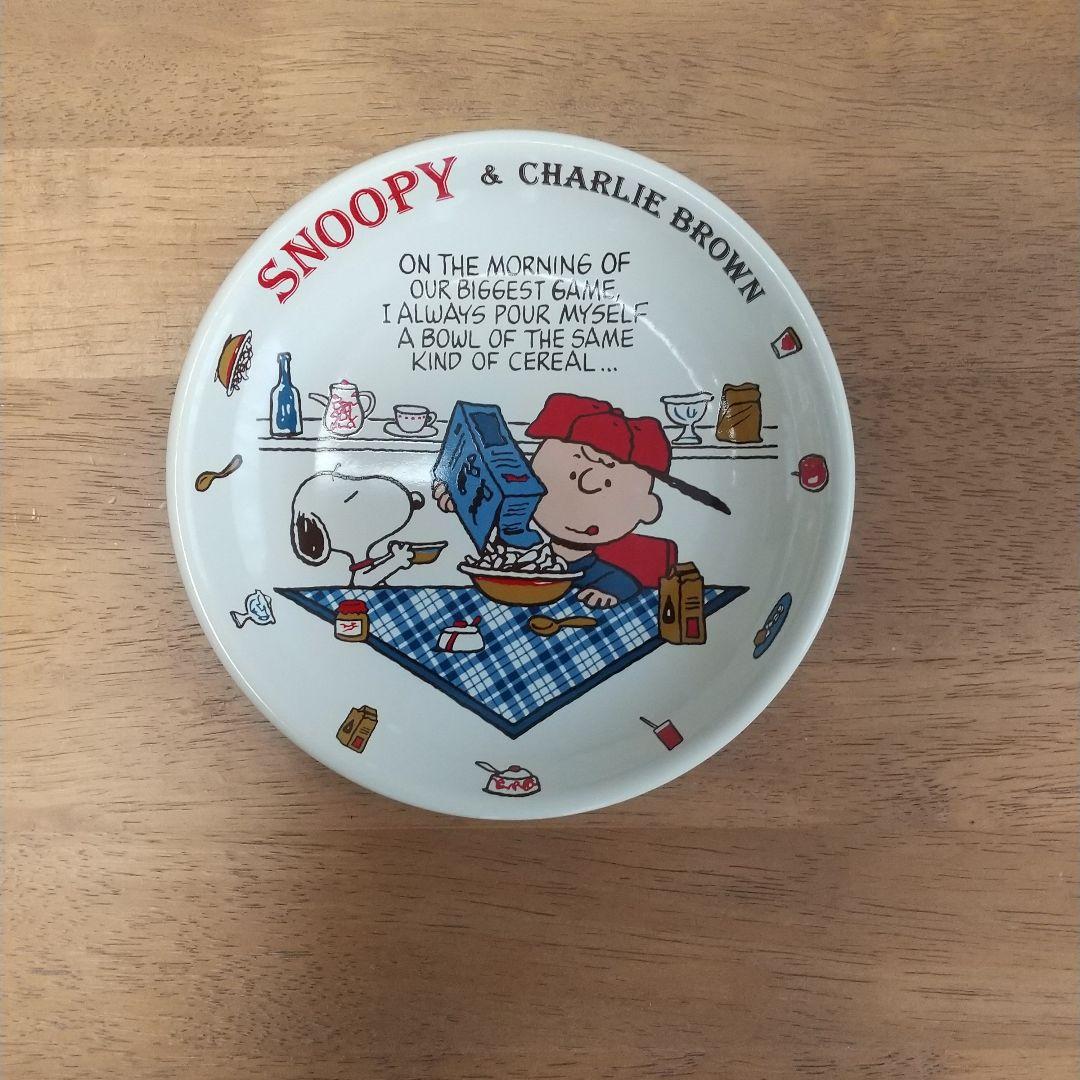 SNOOPY & CHARLIE BROWN
ON THE MORNING OF
OUR BIGGEST GAME,
I ALWAYS POUR MYSELF
A BOWL OF THE SAME
KIND OF CEREAL...